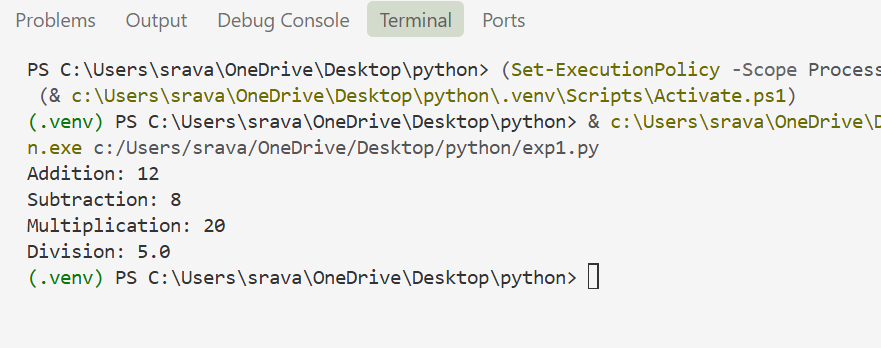 Problems Output Debug Console Terminal Ports
PS C:\Users\srava\OneDrive\Desktop\python> (Set-ExecutionPolicy -Scope Process
(& c:\Users\srava\OneDrive\Desktop\python\.venv\Scripts\Activate.ps1)
(.venv) PS C:\Users\srava\OneDrive\Desktop\python> & c:\Users\srava\OneDrive\D
n.exe c:/Users/srava/OneDrive/Desktop/python/exp1.py
Addition: 12
Subtraction: 8
Multiplication: 20
Division: 5.0
(.venv) PS C:\Users\srava\OneDrive\Desktop\python>